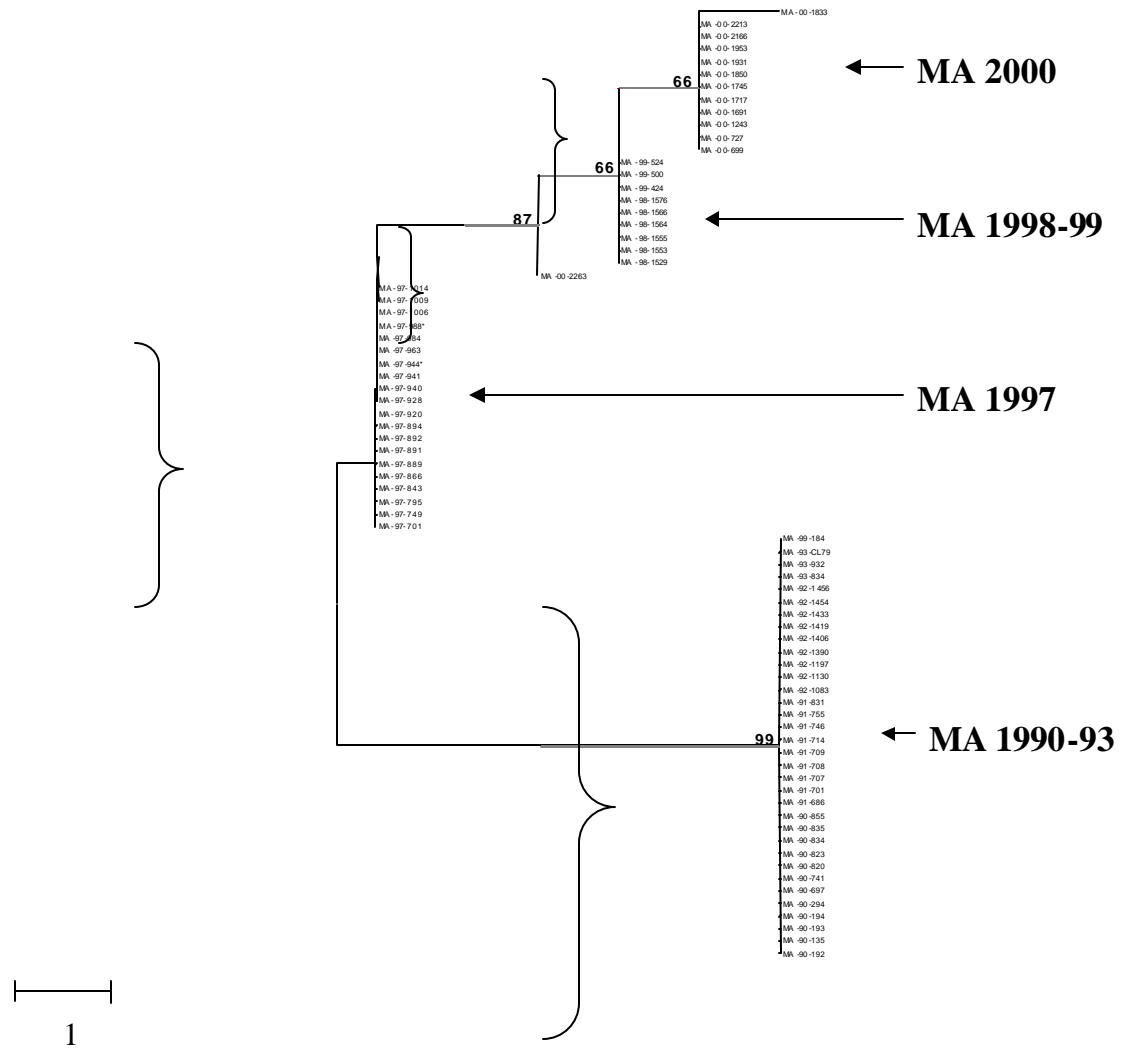 MA -00-1833
MA -00-2213
MA -00-2166
MA -00-1953
MA -00-1931
MA 2000
MA -00-1850
66
MA -00-1745
MA -00-1717
MA -00-1691
MA -00-1243
MA -00-727
MA -00-699
66
MA -99-524
MA -99-500
MA -99-424
MA -98-1576
MA -98-1566
87
MA -98-1564
MA 1998-99
MA -98-1555
MA -98-1553
MA -98-1529
MA -00-2263
MA-97-1014
MA-97-1009
MA-97-1006
MA-97-988*
MA -97-984
MA -97-963
MA -97-944*
MA -97-941
MA -97-940
MA 1997
MA -97-928
MA -97-920
MA -97-894
MA -97-892
MA -97-891
MA -97-889
MA -97-866
MA -97-843
MA -97-795
MA -97-749
MA -97-701
MA -99-184
MA -93-CL79
MA -93-932
MA -93-834
MA -92-1456
MA -92-1454
MA -92-1433
MA -92-1419
MA -92-1406
MA -92-1390
MA -92-1197
MA -92-1130
MA -92-1083
MA -91-831
MA -91-755
MA -91-746
99
MA -91-714
MA 1990-93
MA -91-709
MA -91-708
MA -91-707
MA -91-701
MA -91-686
MA -90-855
MA -90-835
MA -90-834
MA -90-823
MA -90-820
MA -90-741
MA -90-697
MA -90-294
MA -90-194
MA -90-193
MA -90-135
MA -90-192
1